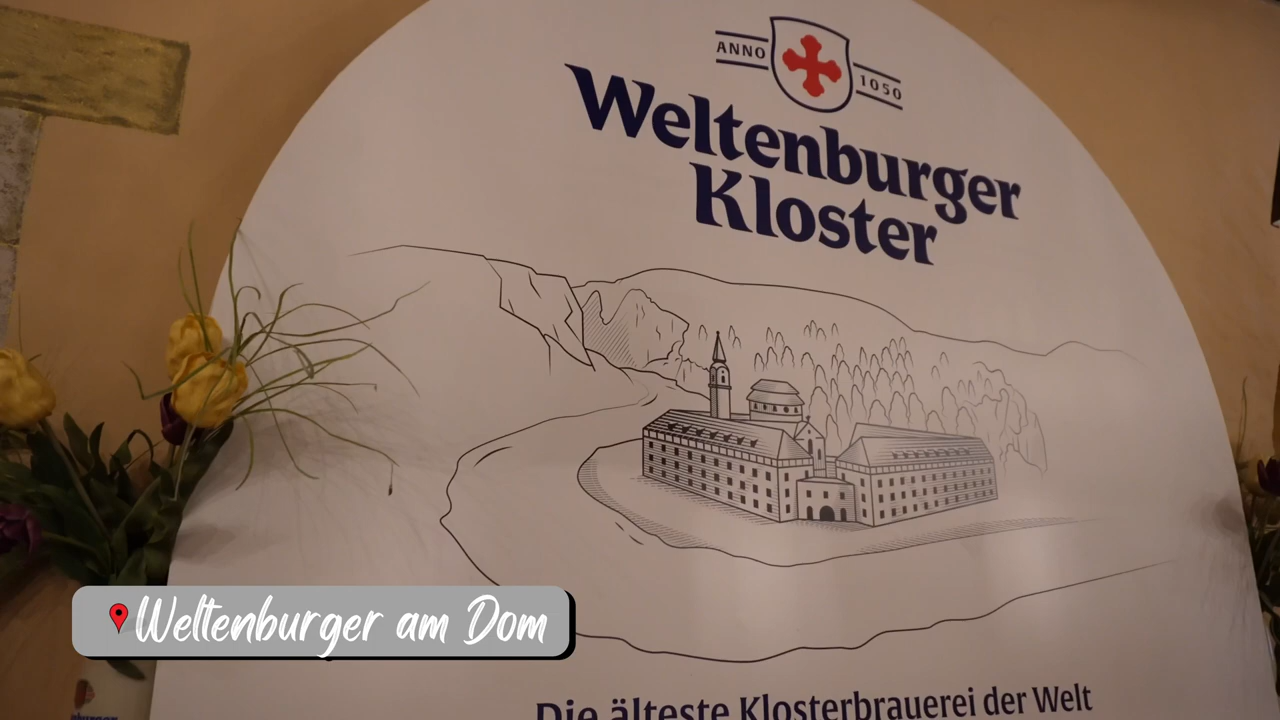 ANNO 1050
Weltenburger
Kloster
Weltenburger am Dom
Die älteste Klosterbrauerei der Welt